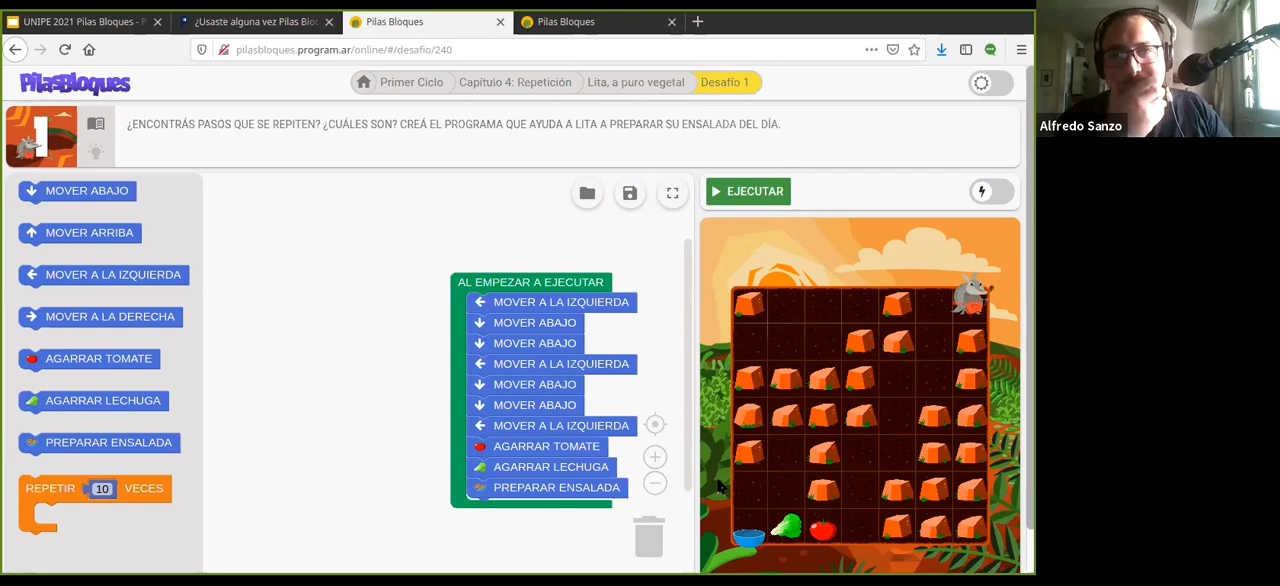 UNIPE 2021 Pilas Bloques - P
¿Usaste alguna vez Pilas Bloc
Pilas Bloques
Pilas Bloques
pilasbloques.program.ar/online/#/desafio/240
PilasBloques
Primer Ciclo
Capítulo 4: Repetición
Lita, a puro vegetal
Desafío 1
1
¿ENCONTRÁS PASOS QUE SE REPITEN? ¿CUÁLES SON? CREÁ EL PROGRAMA QUE AYUDA A LITA A PREPARAR SU ENSALADA DEL DÍA.
MOVER ABAJO
MOVER ARRIBA
MOVER A LA IZQUIERDA
MOVER A LA DERECHA
AGARRAR TOMATE
AGARRAR LECHUGA
PREPARAR ENSALADA
REPETIR 10 VECES
AL EMPEZAR A EJECUTAR
MOVER A LA IZQUIERDA
MOVER ABAJO
MOVER ABAJO
MOVER A LA IZQUIERDA
MOVER ABAJO
MOVER ABAJO
MOVER A LA IZQUIERDA
AGARRAR TOMATE
AGARRAR LECHUGA
PREPARAR ENSALADA
EJECUTAR
Alfredo Sanzo